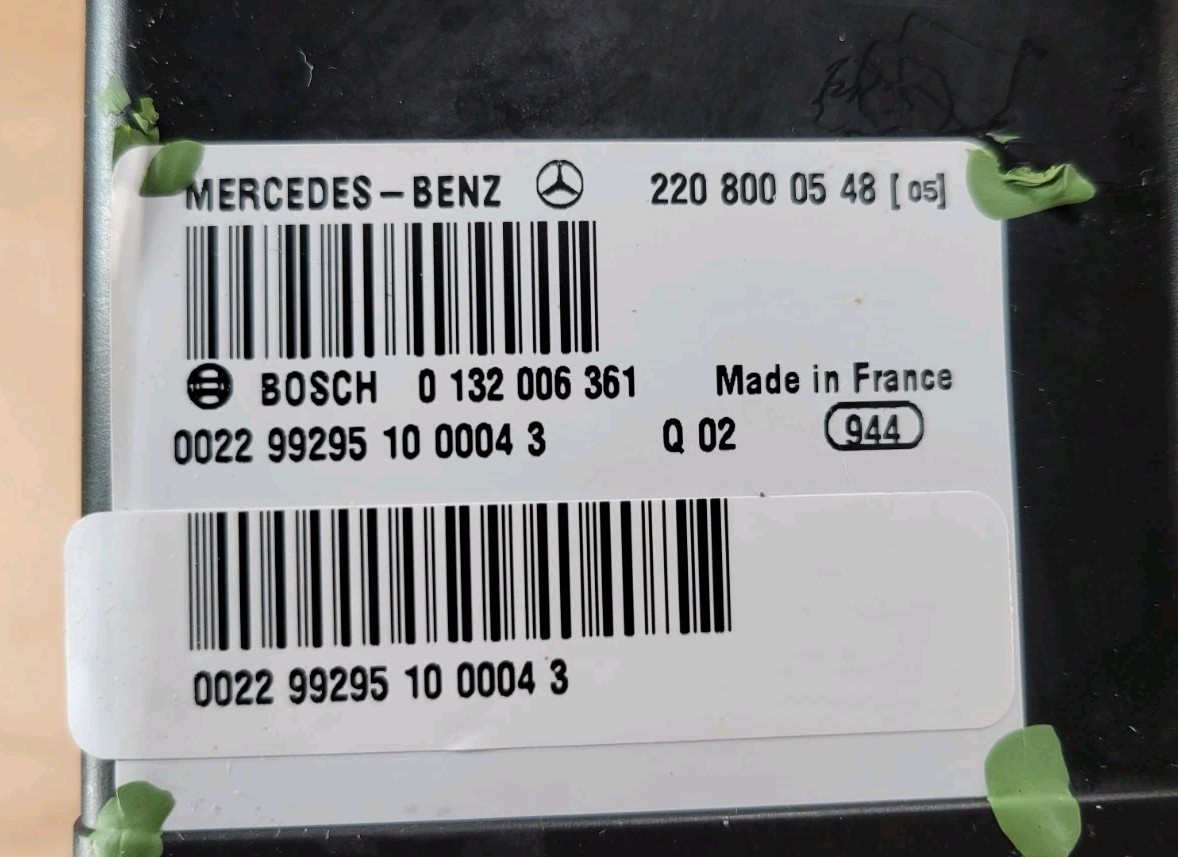 MERCEDES-BENZ 220 800 05 48 [05]
BOSCH 0 132 006 361 Made in France
0022 99295 10 0004 3 Q 02 944
0022 99295 10 0004 3